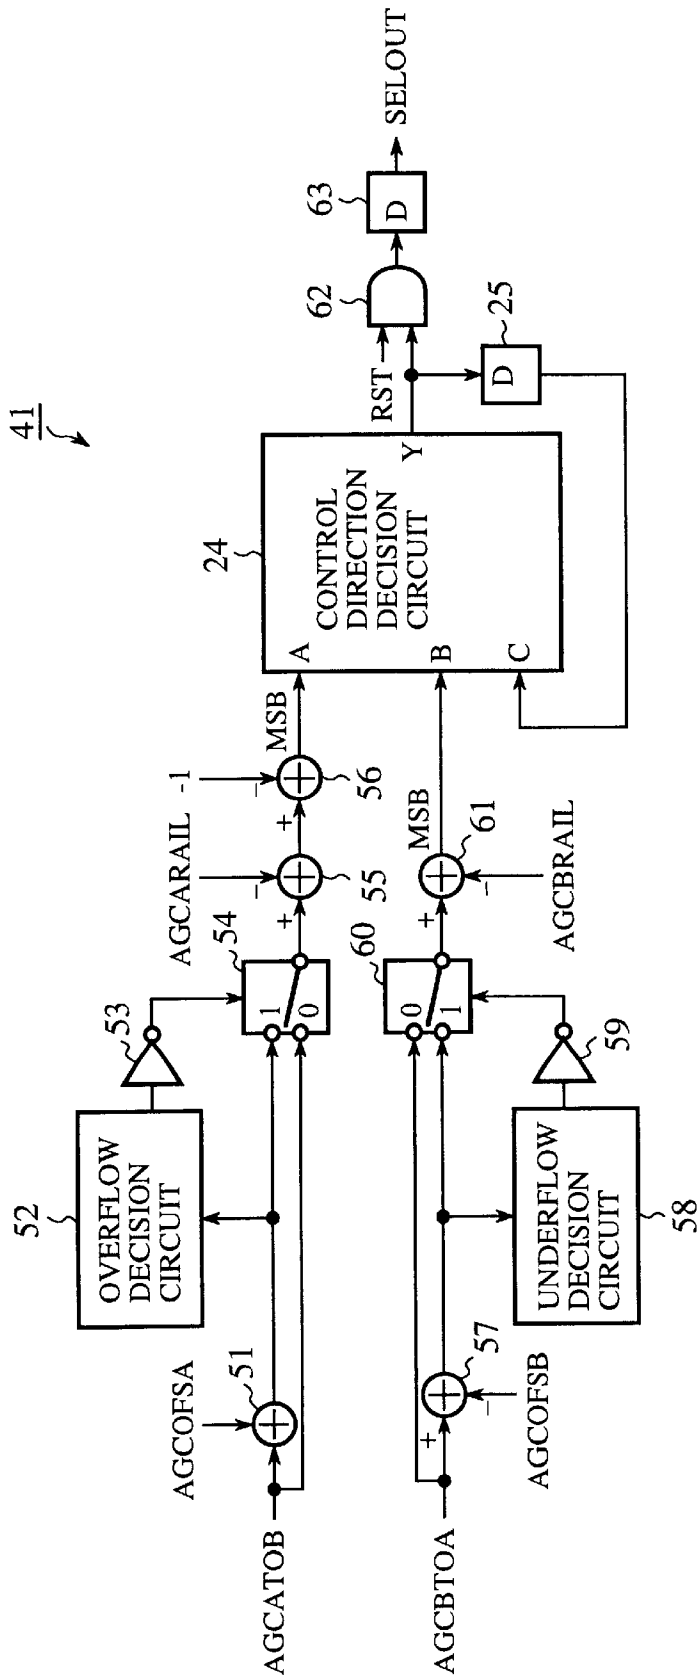 41
AGCATOB
AGCOFSA
51
52
OVERFLOW
DECISION
CIRCUIT
53
54
1
0
AGCARAIL
+
−
55
-1
+
−
56
MSB
24
CONTROL
DIRECTION
DECISION
CIRCUIT
A
B
C
Y
RST
62
63
D
SELOUT
25
D
AGCBTOA
+
−
57
AGCOFSB
58
UNDERFLOW
DECISION
CIRCUIT
59
60
0
1
+
−
61
AGCBRAIL
MSB